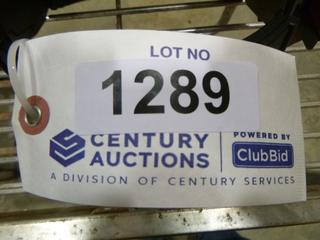 LOT NO
1289
CENTURY
AUCTIONS
POWERED BY
ClubBid
A DIVISION OF CENTURY SERVICES